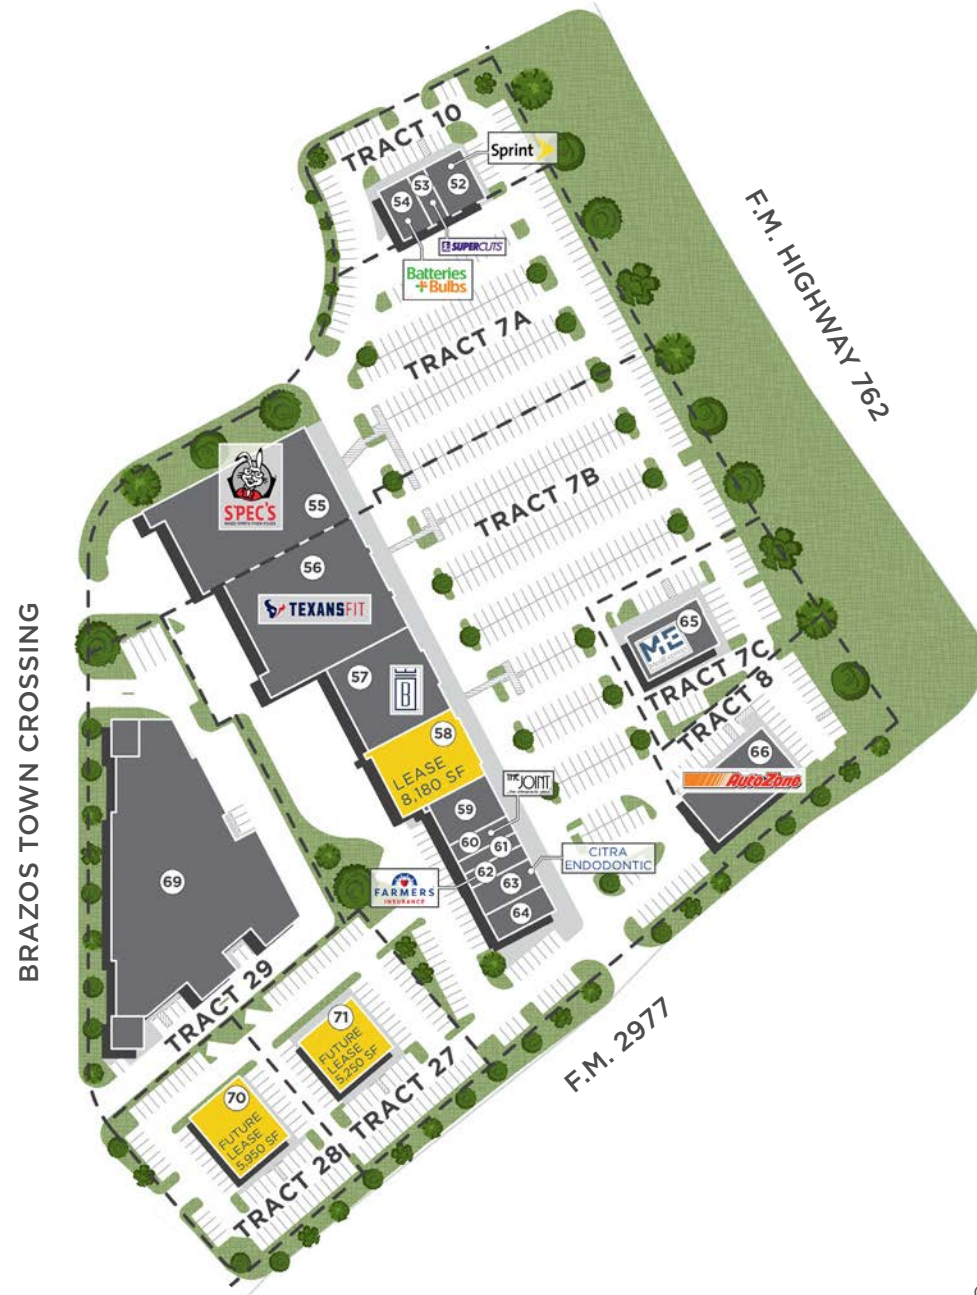 TRACT 10
Sprint
52
53
54
SUPERCUTS
Batteries
+Bulbs
F.M. HIGHWAY 762
TRACT 7A
SPEC'S
55
TRACT 7B
56
TEXANSFIT
57
B
65
TRACT 7C
TRACT 8
66
AutoZone
58
LEASE
8,180 SF
THE JOINT
59
60
61
62
63
64
CITRA
ENDODONTIC
FARMERS
INSURANCE
BRAZOS TOWN CROSSING
69
TRACT 29
71
FUTURE
LEASE
5,250 SF
TRACT 27
70
FUTURE
LEASE
5,950 SF
TRACT 28
F.M. 2977